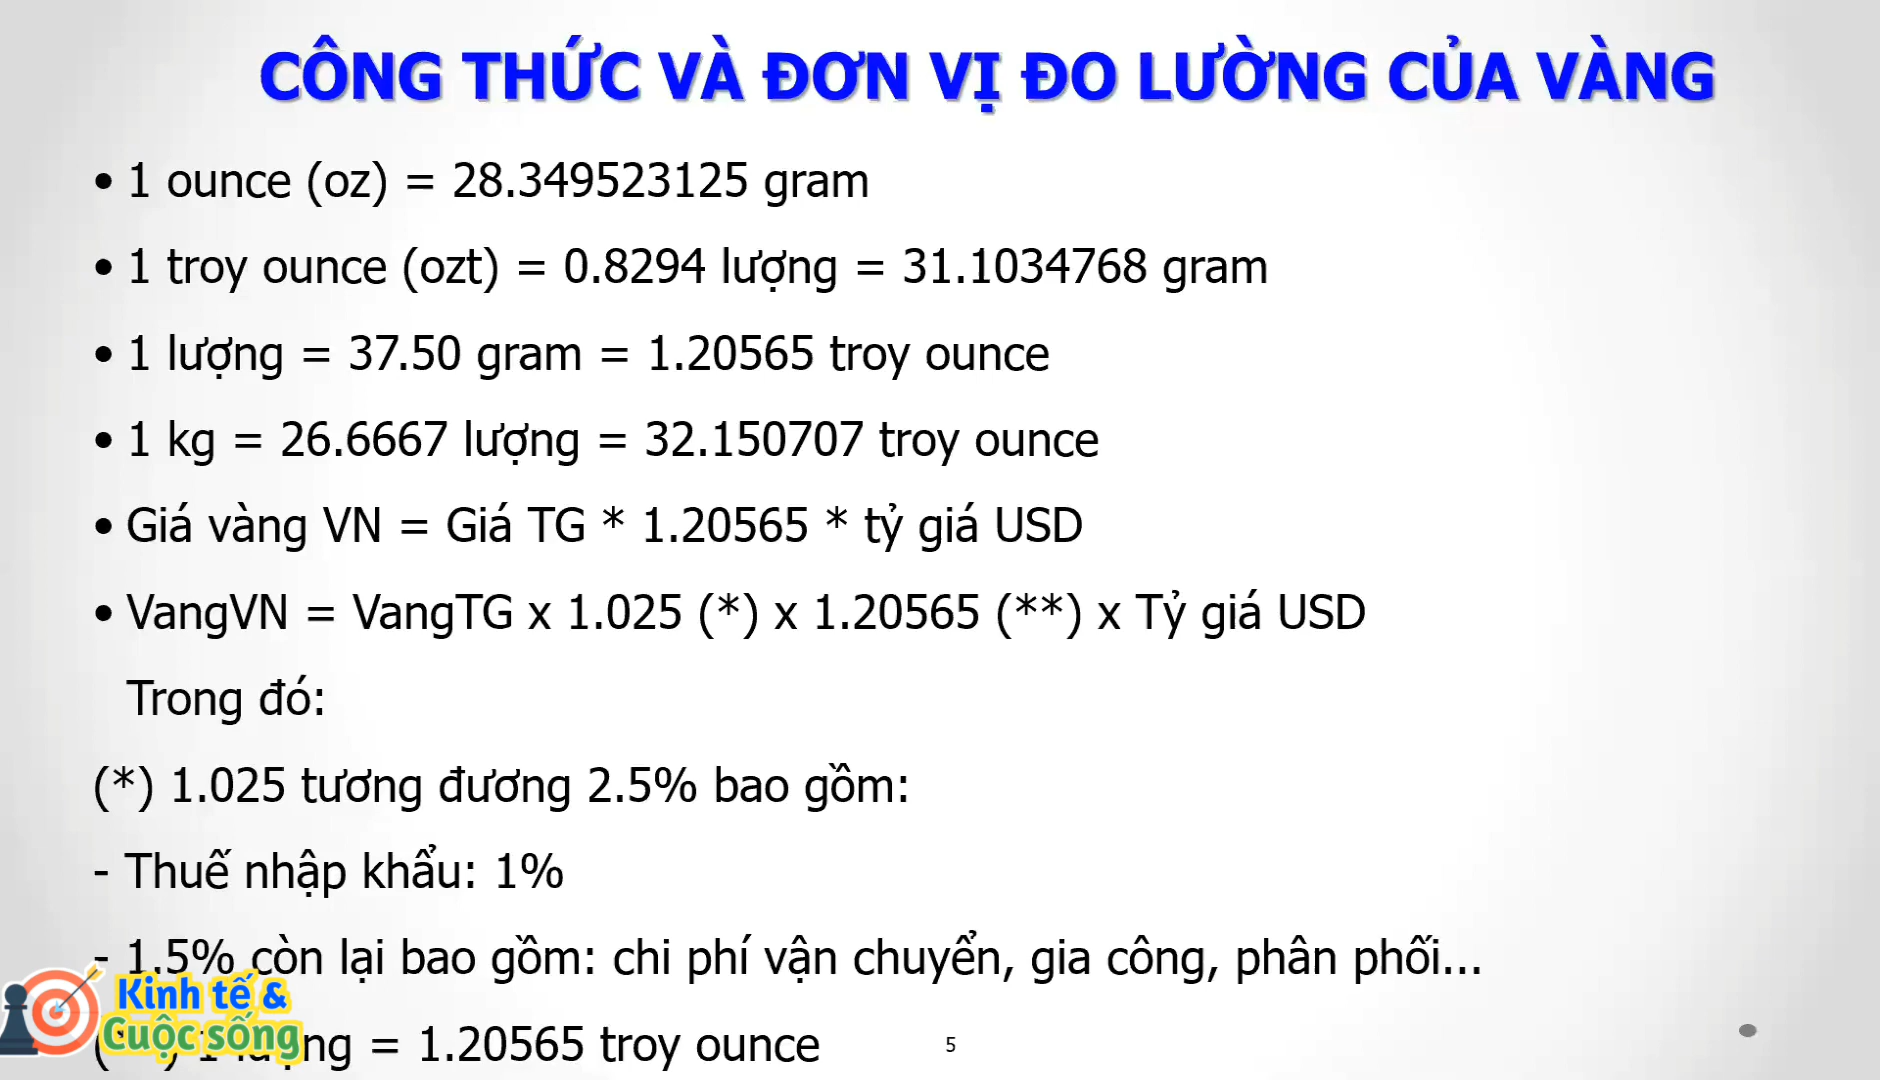 CÔNG THỨC VÀ ĐƠN VỊ ĐO LƯỜNG CỦA VÀNG
• 1 ounce (oz) = 28.349523125 gram
• 1 troy ounce (ozt) = 0.8294 lượng = 31.1034768 gram
• 1 lượng = 37.50 gram = 1.20565 troy ounce
• 1 kg = 26.6667 lượng = 32.150707 troy ounce
• Giá vàng VN = Giá TG * 1.20565 * tỷ giá USD
• VangVN = VangTG x 1.025 (*) x 1.20565 (**) x Tỷ giá USD
Trong đó:
(*) 1.025 tương đương 2.5% bao gồm:
- Thuế nhập khẩu: 1%
- 1.5% còn lại bao gồm: chi phí vận chuyển, gia công, phân phối...
Kinh tế &
Cuộc sống
1 lượng = 1.20565 troy ounce
5